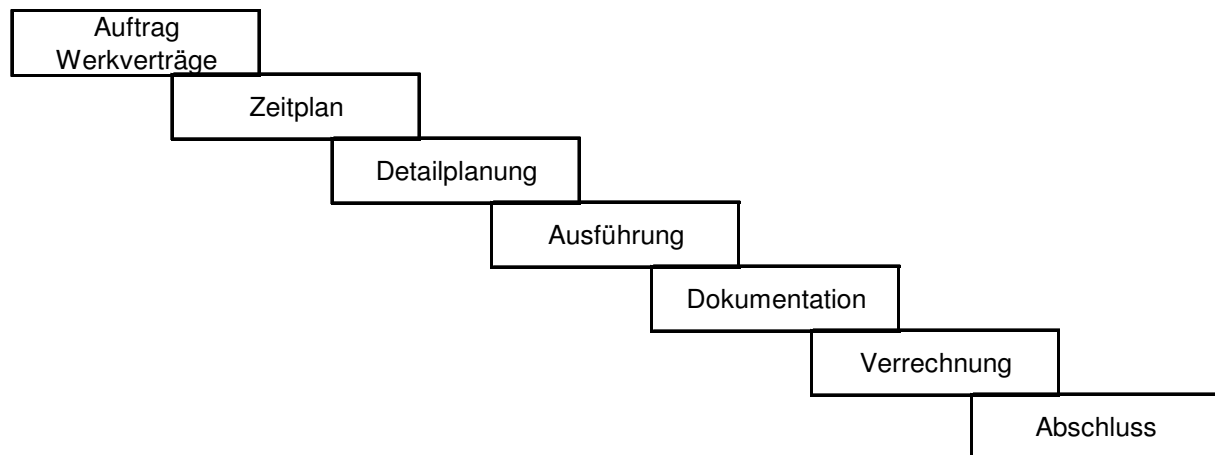 Auftrag
Werkverträge
Zeitplan
Detailplanung
Ausführung
Dokumentation
Verrechnung
Abschluss